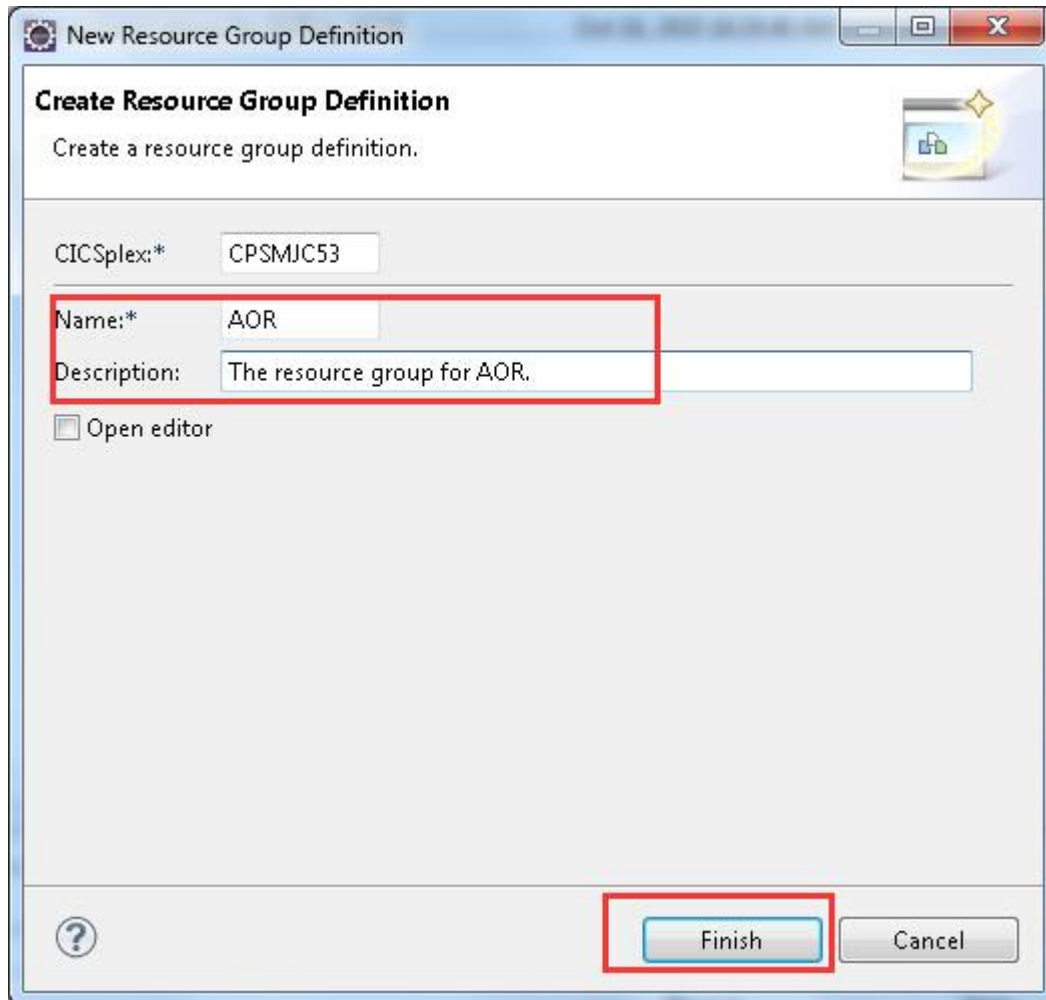 New Resource Group Definition
Create Resource Group Definition
Create a resource group definition.
CICSplex:* CPSMJC53
Name:* AOR
Description: The resource group for AOR.
Open editor
? Finish Cancel